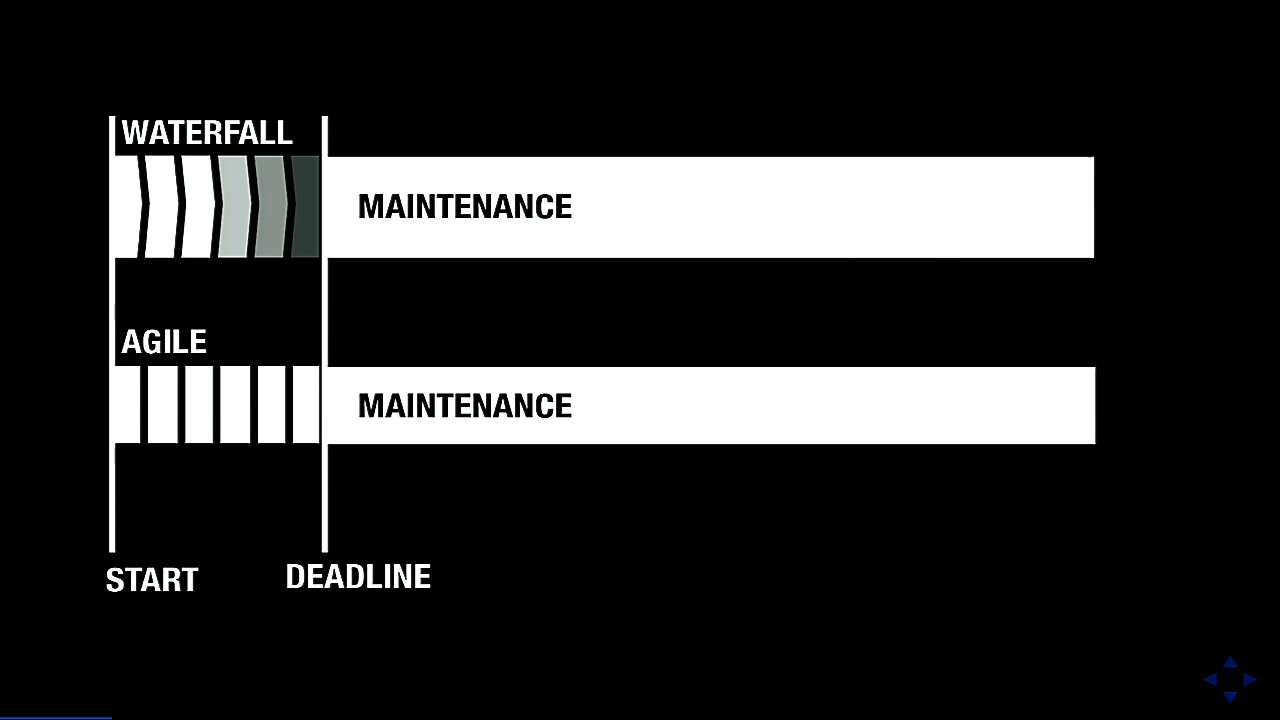 WATERFALL
MAINTENANCE
AGILE
MAINTENANCE
START
DEADLINE